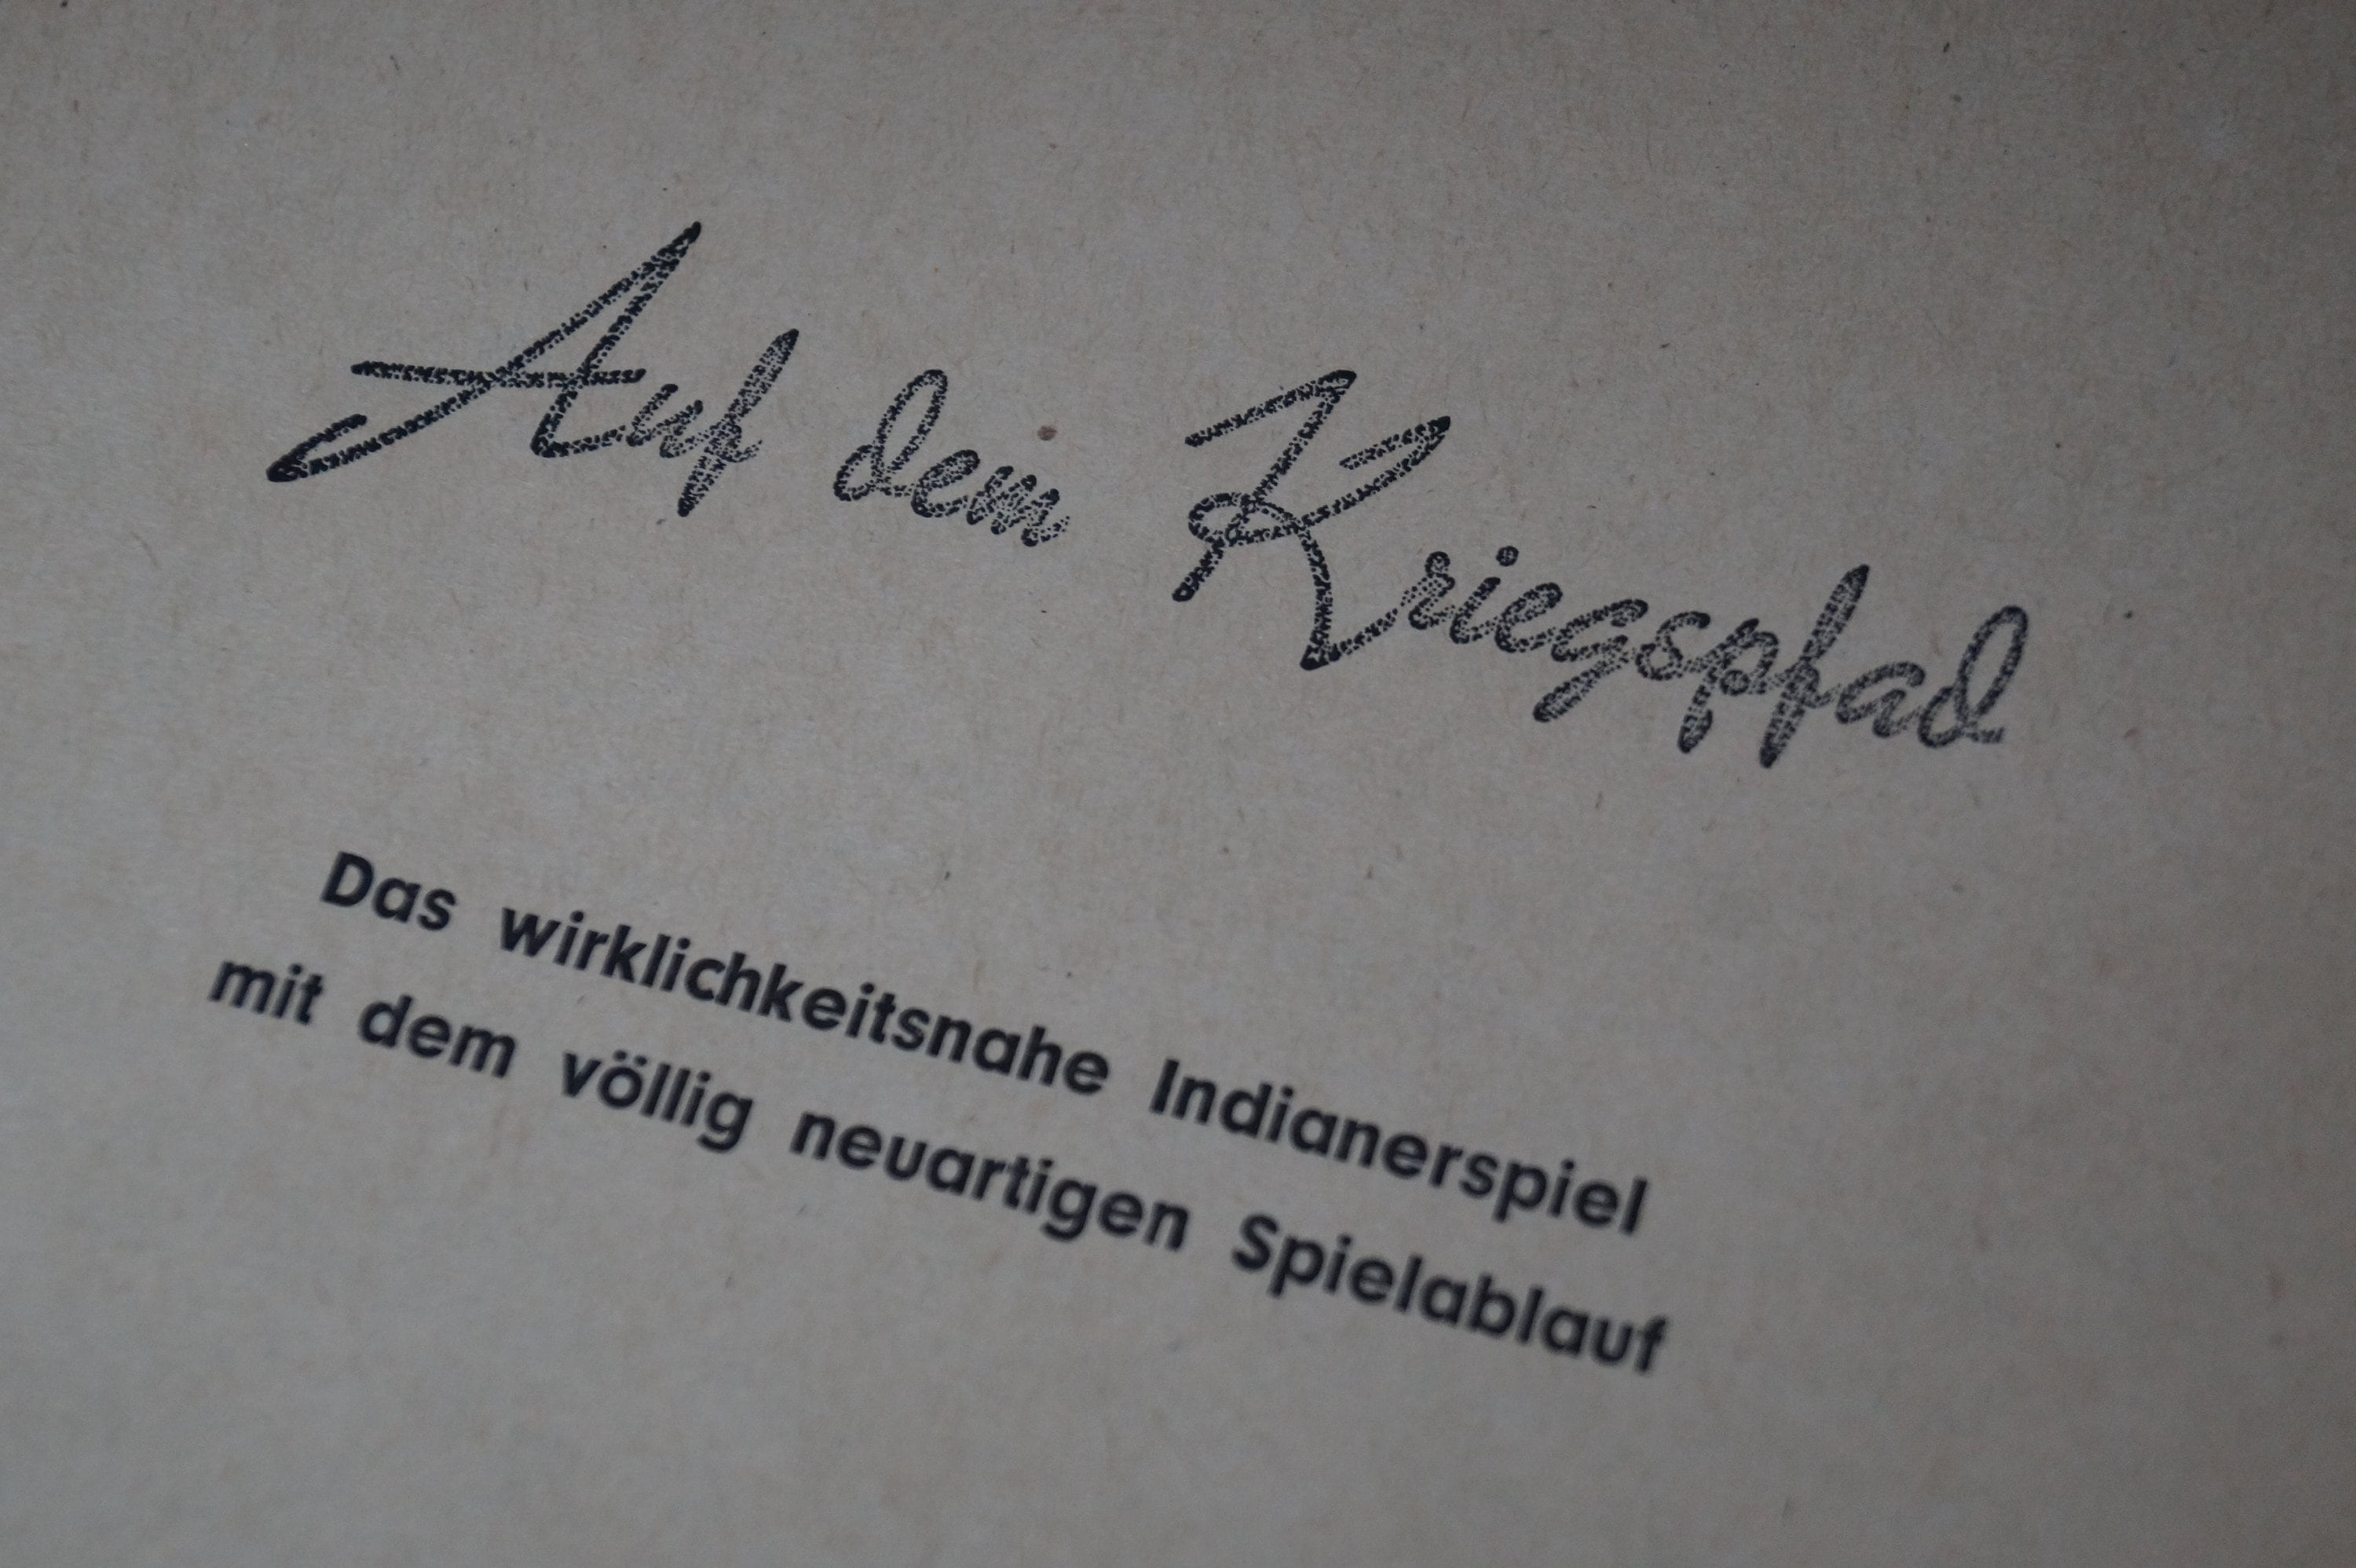 Auf dem Kriegspfad
Das wirklichkeitsnahe Indianerspiel
mit dem völlig neuartigen Spielablauf